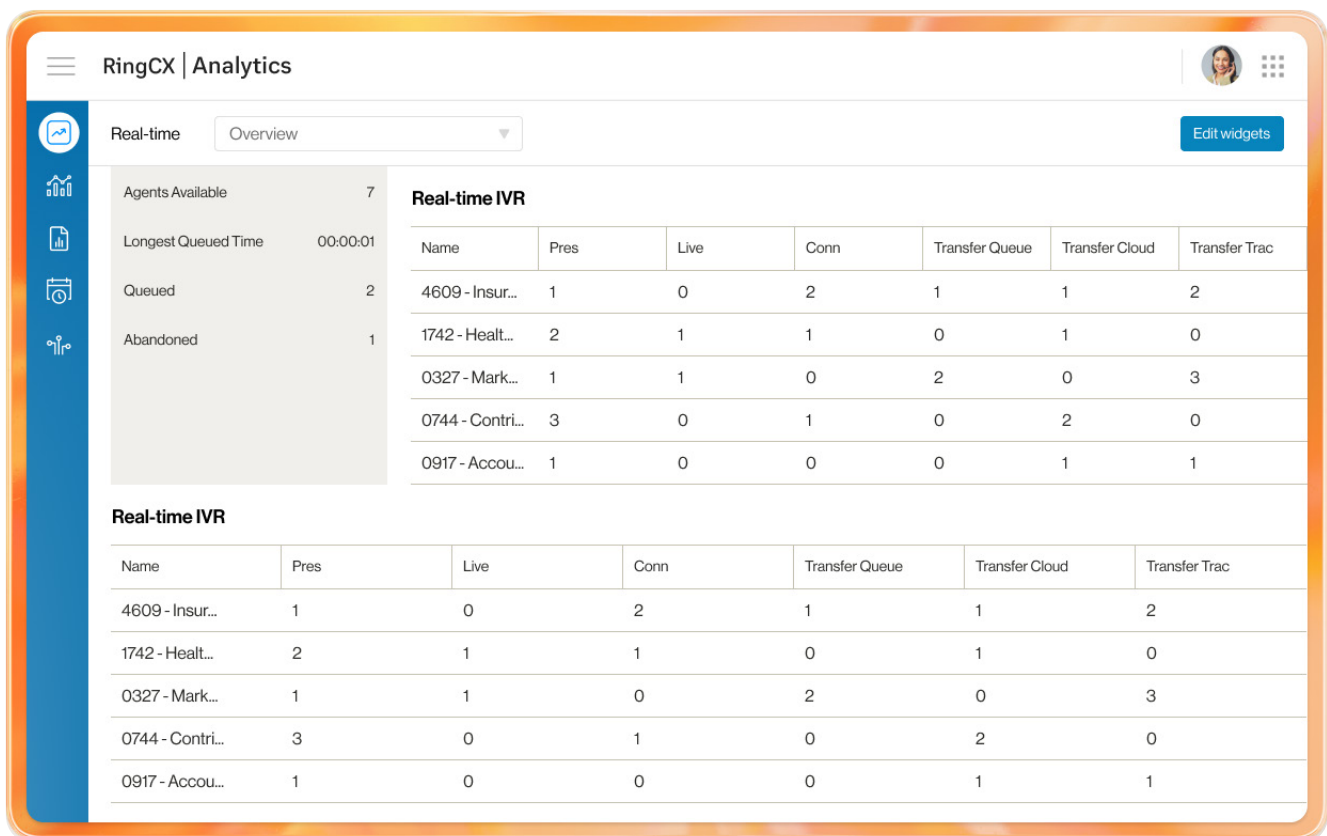 RingCX | Analytics
Real-time Overview Edit widgets
Agents Available 7
Longest Queued Time 00:00:01
Queued 2
Abandoned 1
Real-time IVR
Name Pres Live Conn Transfer Queue Transfer Cloud Transfer Trac
4609 - Insur... 1 0 2 1 1 2
1742 - Healt... 2 1 1 0 1 0
0327 - Mark... 1 1 0 2 0 3
0744 - Contri... 3 0 1 0 2 0
0917 - Accou... 1 0 0 0 1 1
Real-time IVR
Name Pres Live Conn Transfer Queue Transfer Cloud Transfer Trac
4609 - Insur... 1 0 2 1 1 2
1742 - Healt... 2 1 1 0 1 0
0327 - Mark... 1 1 0 2 0 3
0744 - Contri... 3 0 1 0 2 0
0917 - Accou... 1 0 0 0 1 1